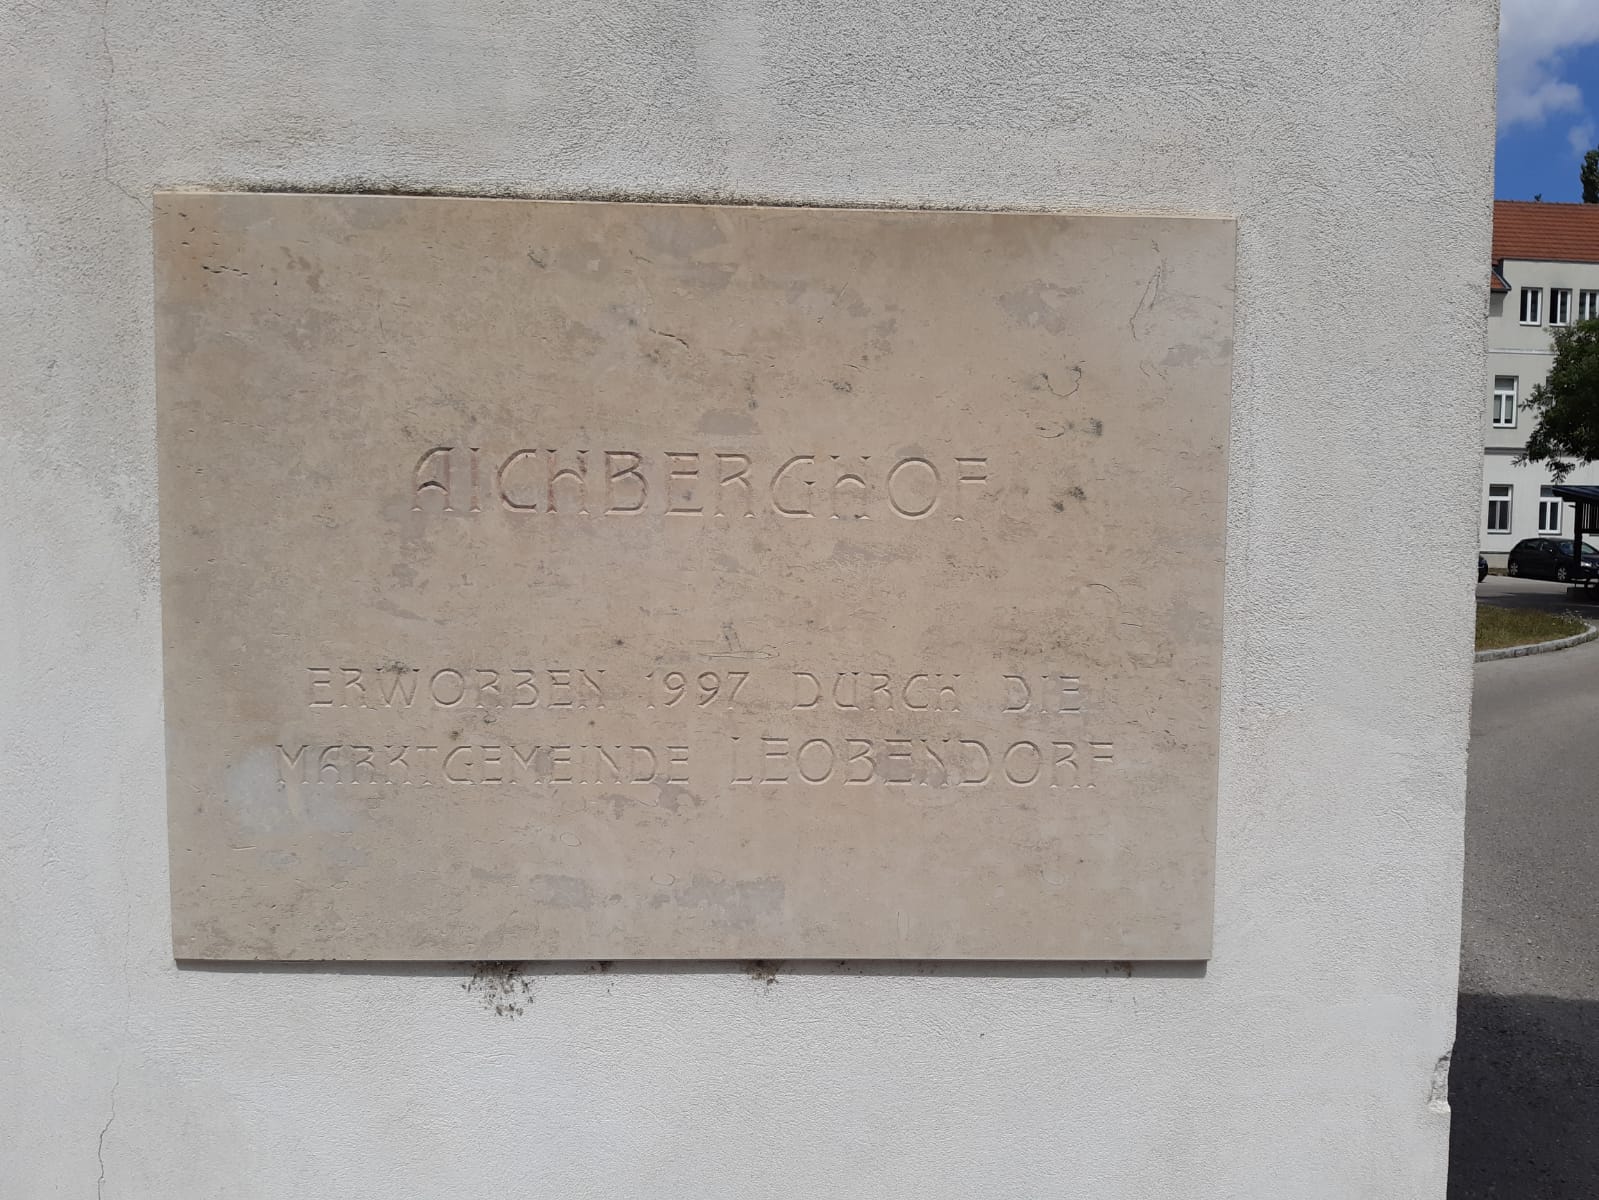 AICHBERGHOF
ERWORBEN 1997 DURCH DIE
MARKTGEMEINDE LEOBENDORF